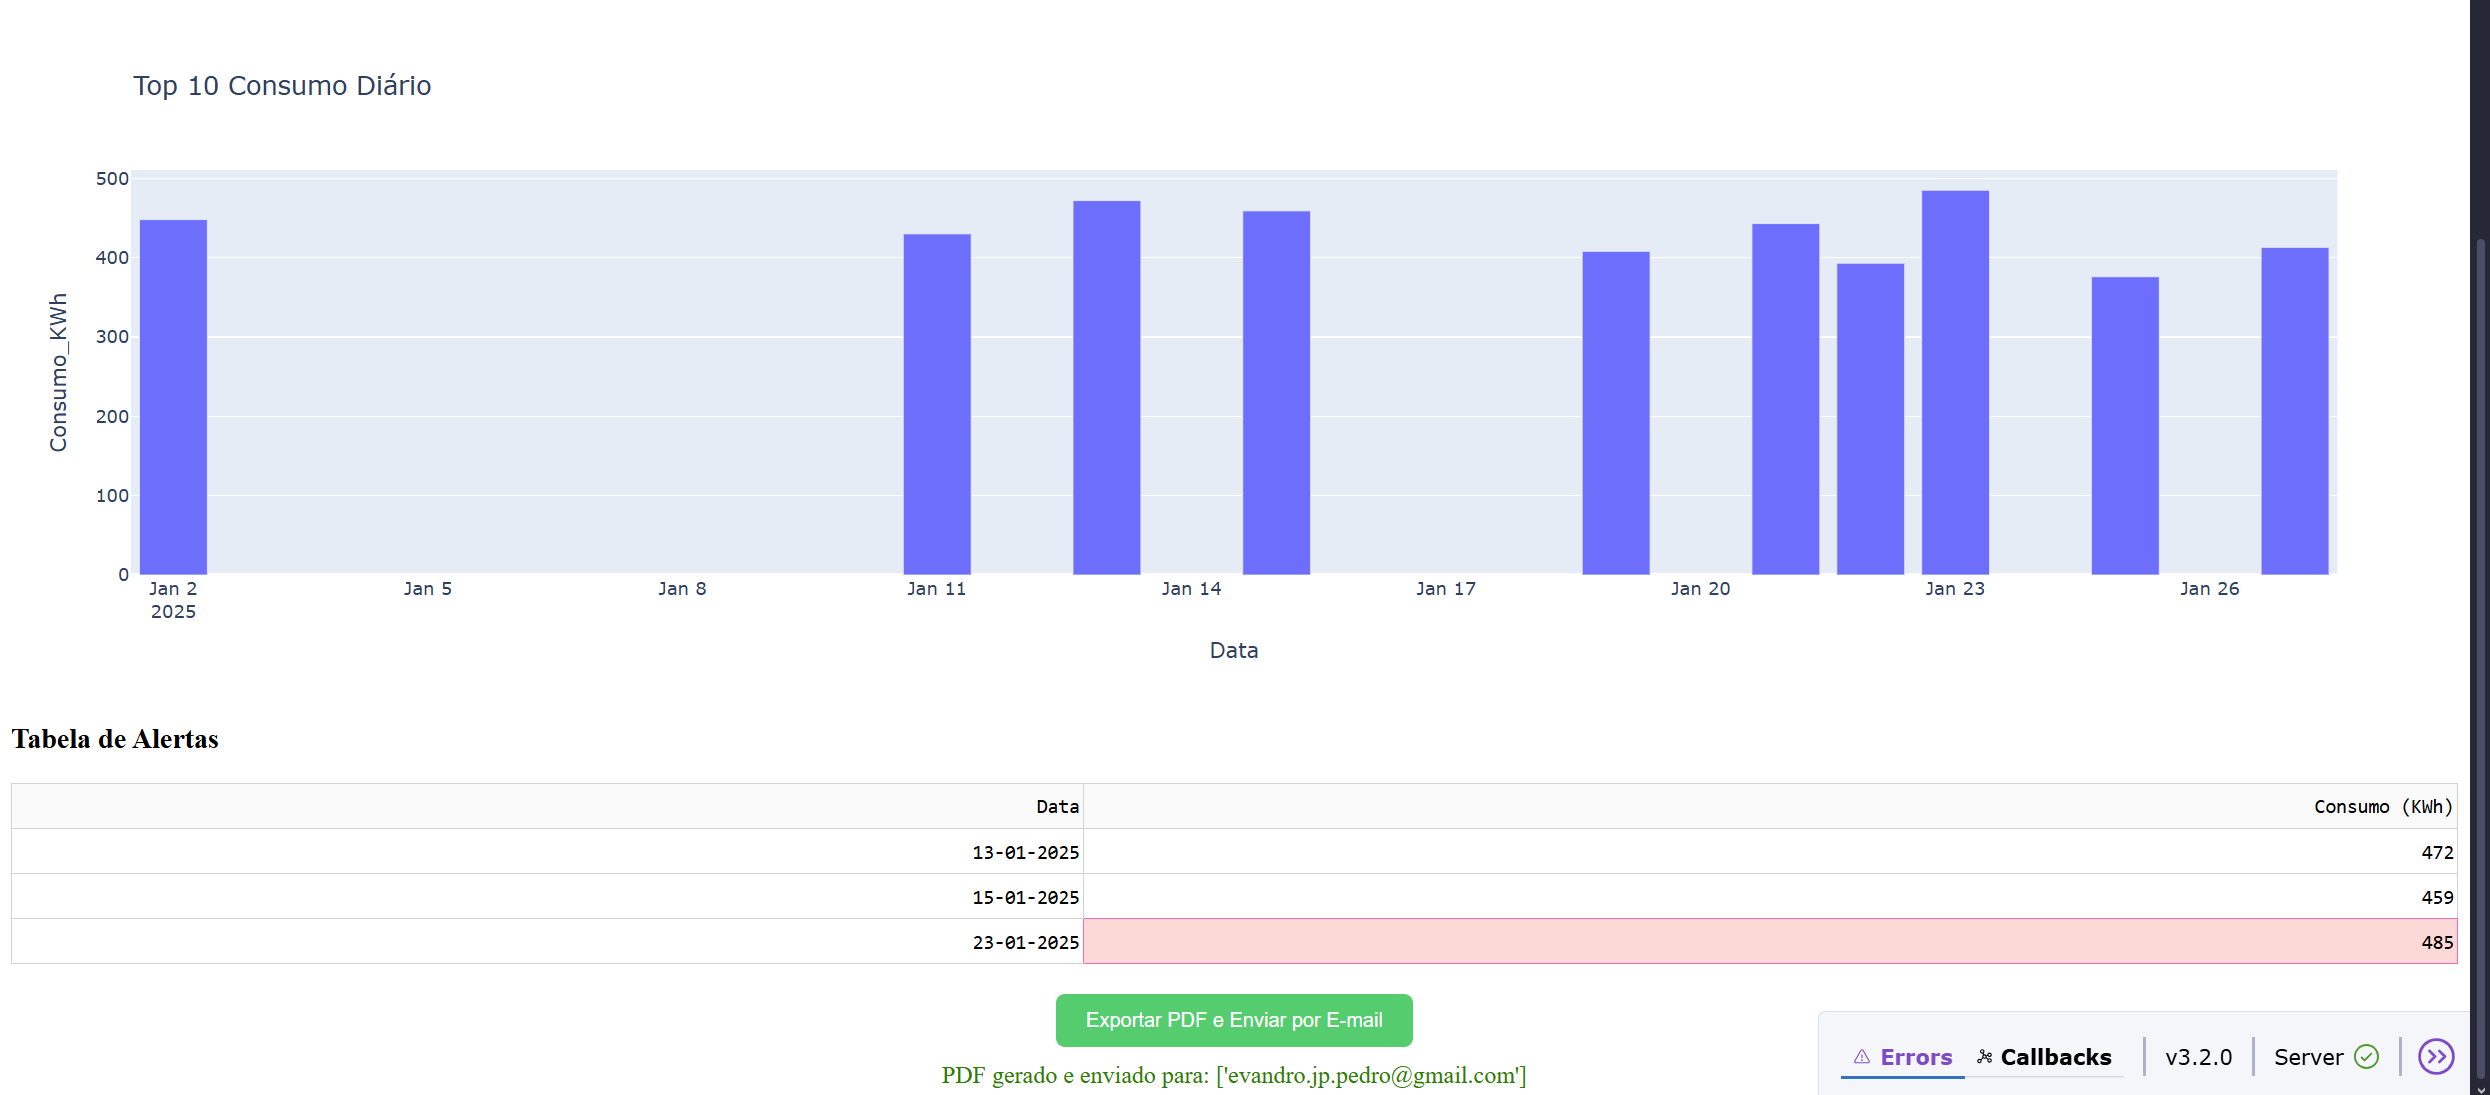 Top 10 Consumo Diário
Consumo_KWh
500
400
300
200
100
0
Jan 2 Jan 5 Jan 8 Jan 11 Jan 14 Jan 17 Jan 20 Jan 23 Jan 26
2025
Data
Tabela de Alertas
Data Consumo (KWh)
13-01-2025 472
15-01-2025 459
23-01-2025 485
Exportar PDF e Enviar por E-mail
PDF gerado e enviado para: ['evandro.jp.pedro@gmail.com']
Errors Callbacks v3.2.0 Server